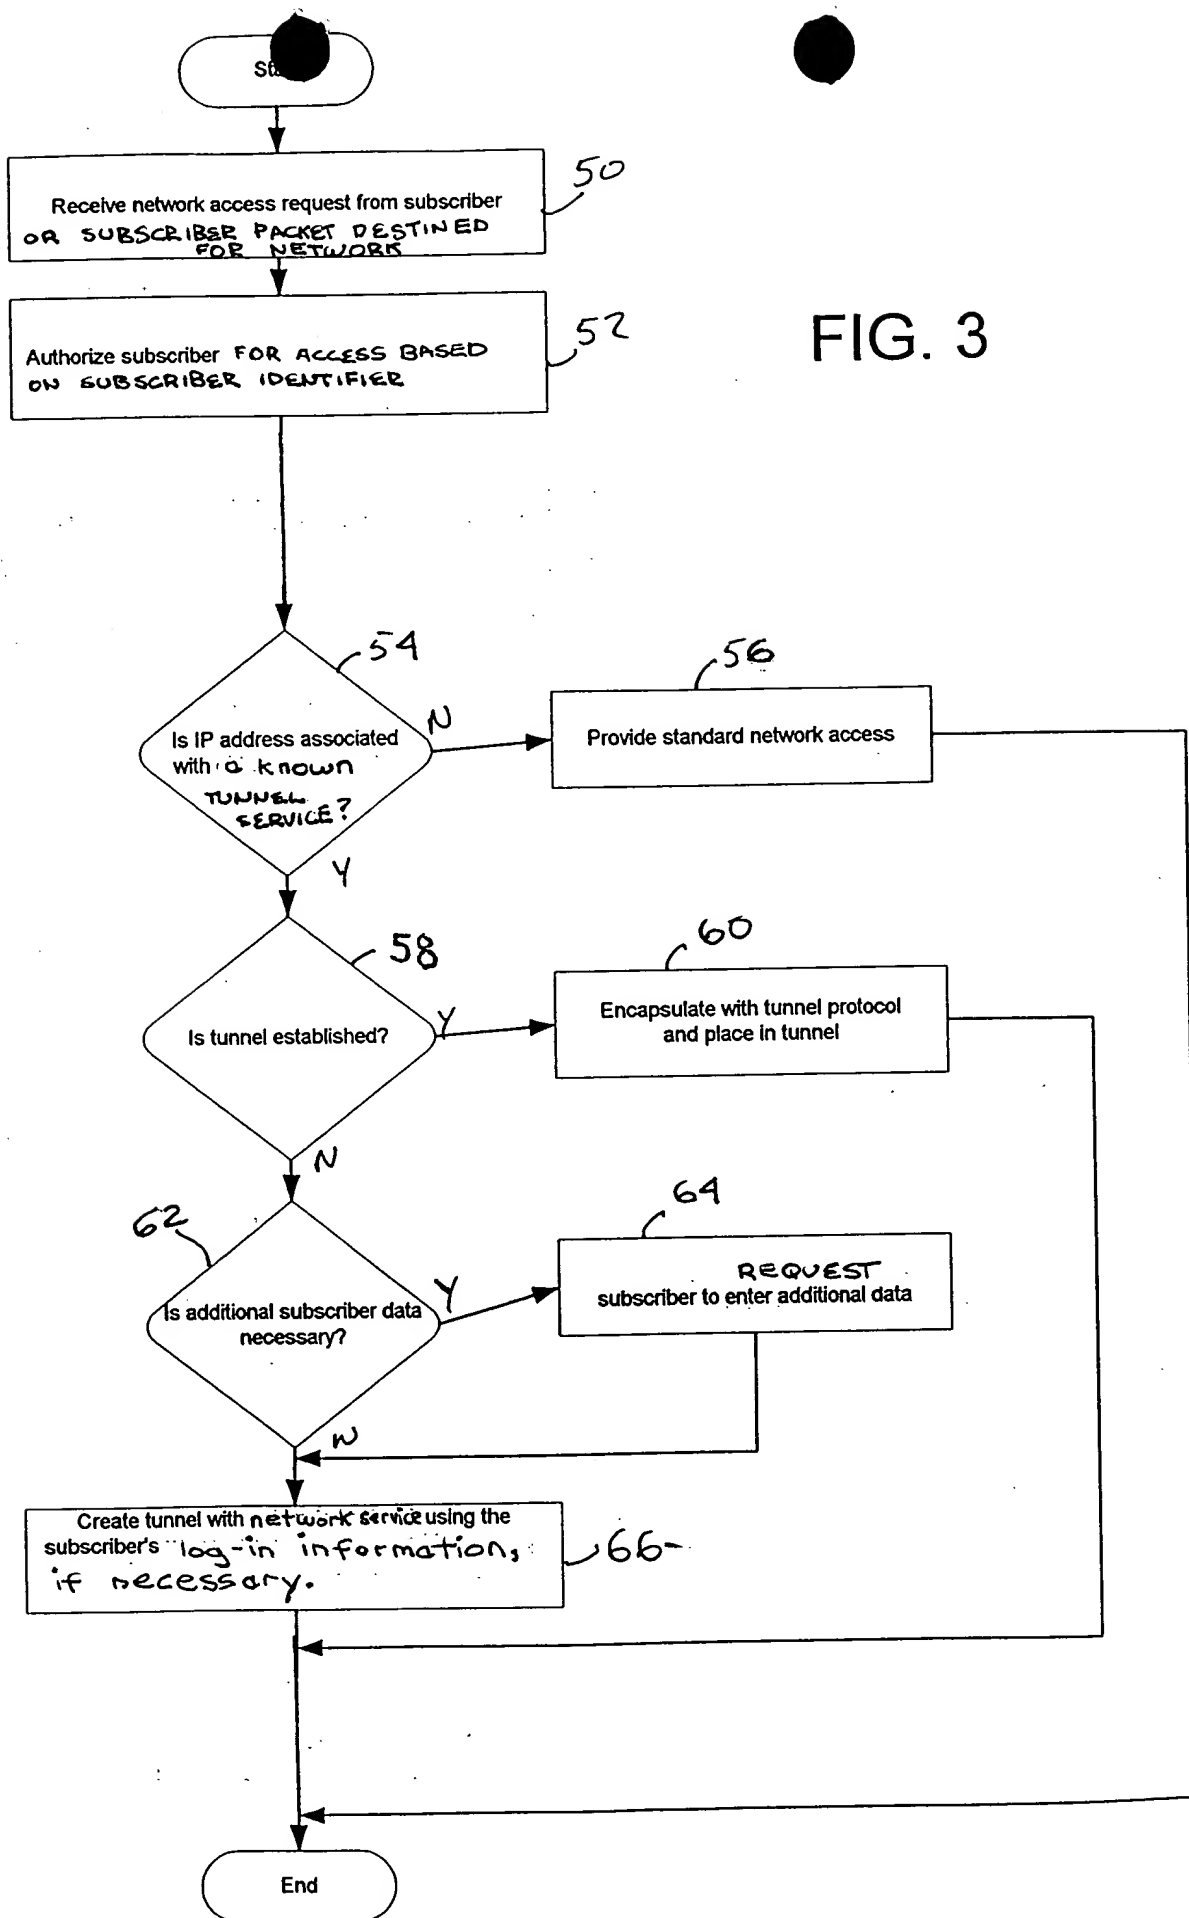 50
Receive network access request from subscriber
OR SUBSCRIBER PACKET DESTINED
FOR NETWORK
FIG. 3
52
Authorize subscriber FOR ACCESS BASED
ON SUBSCRIBER IDENTIFIER
54
Is IP address associated
with a known
TUNNEL
SERVICE?
N
Y
56
Provide standard network access
58
Is tunnel established?
Y
N
60
Encapsulate with tunnel protocol
and place in tunnel
62
Is additional subscriber data
necessary?
Y
N
64
REQUEST
subscriber to enter additional data
Create tunnel with network service using the
subscriber's log-in information,
if necessary.
66
End